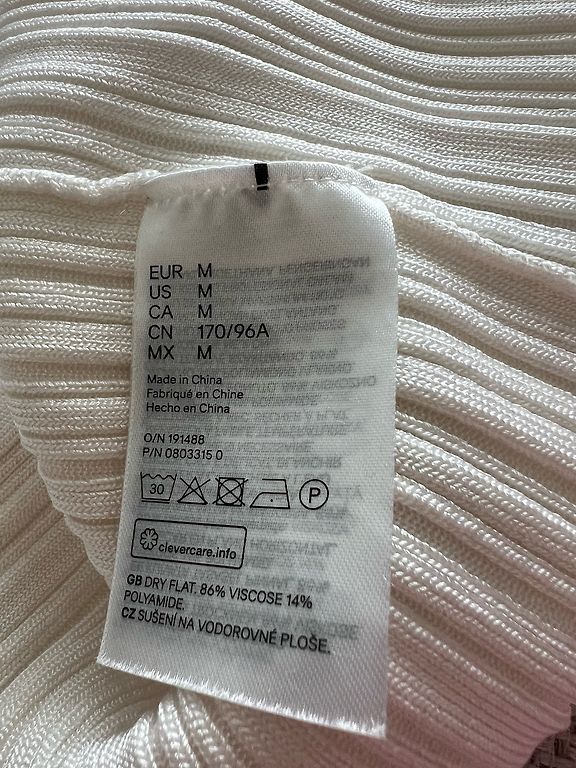 EUR M
US M
CA M
CN 170/96A
MX M
Made in China
Fabriqué en Chine
Hecho en China
O/N 191488
P/N 0803315 0
30
P
clevercare.info
GB DRY FLAT. 86% VISCOSE 14%
POLYAMIDE.
CZ SUŠENÍ NA VODOROVNÉ PLOŠE.